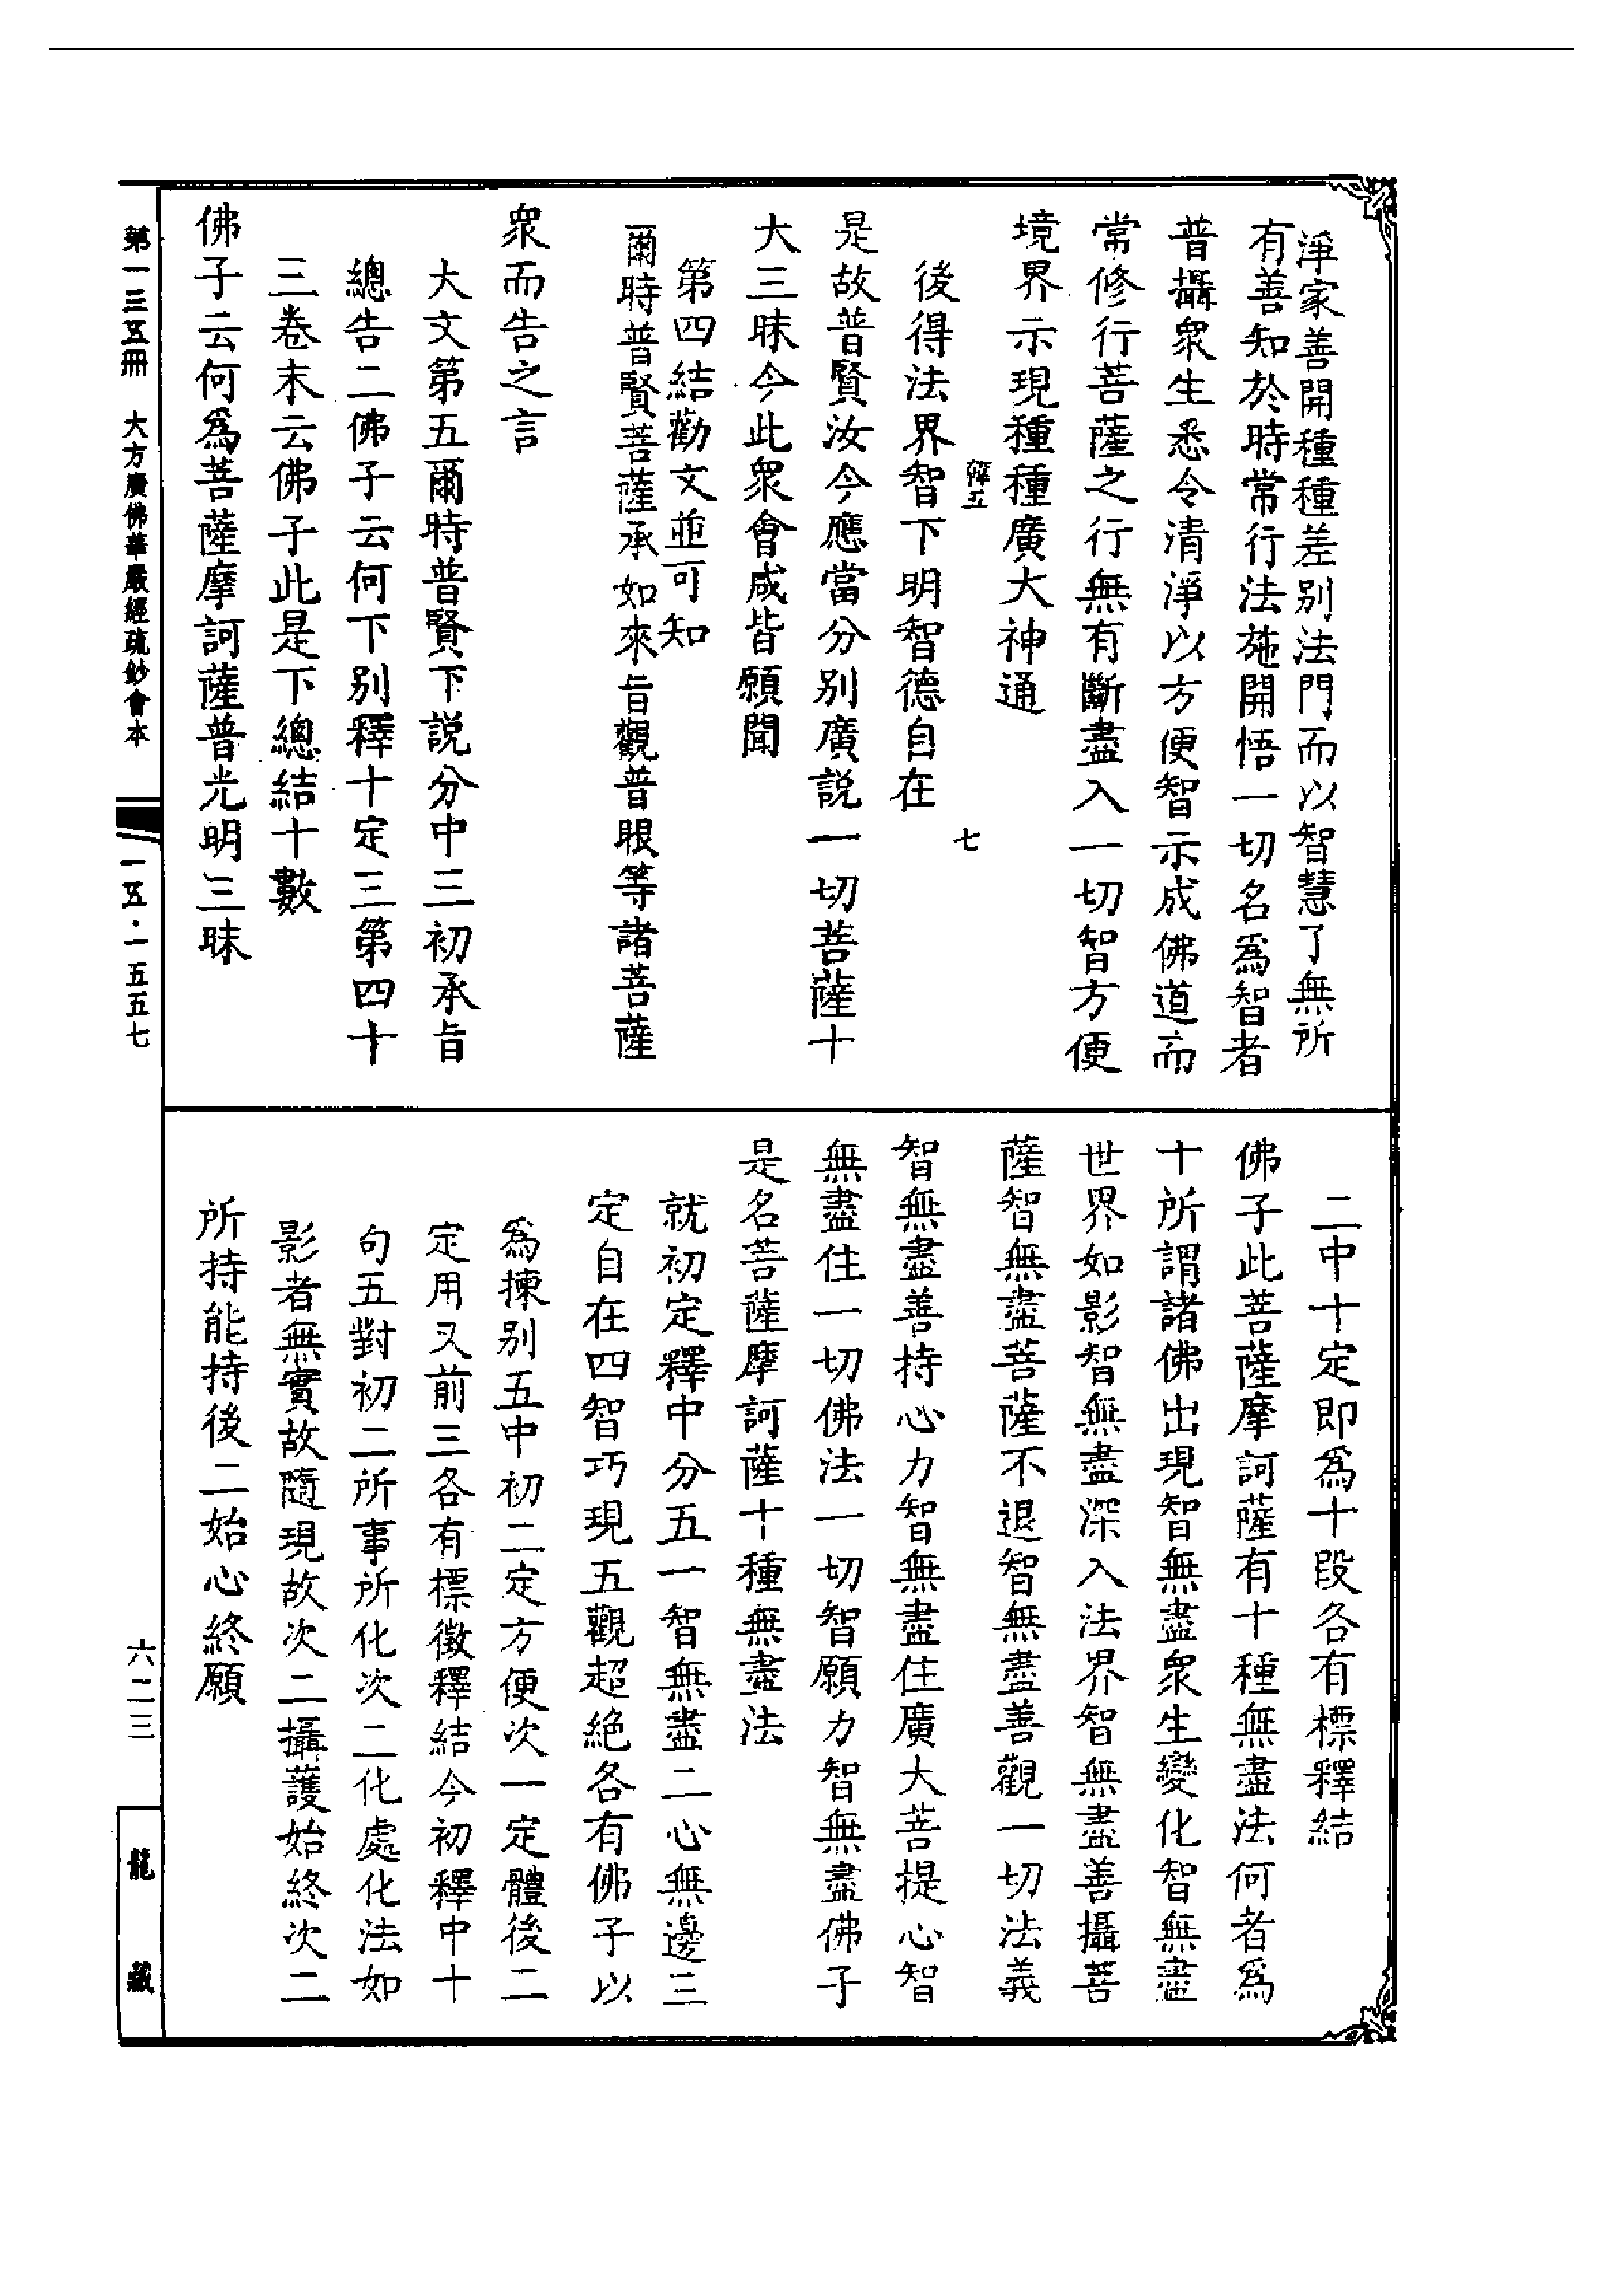 淨家善開種種差別法門而以智慧了無所
有善知於時常行法施開悟一切名爲智者
普攝衆生悉令清淨以方便智示成佛道而
常修行菩薩之行無有斷盡入一切智方便
境界示現種種廣大神通
七
後得法界智下明智德自在
是故普賢汝今應當分別廣説一切菩薩十
大三昧今此衆會咸皆願聞
第四結勸文並可知
爾時普賢菩薩承如來旨觀普眼等諸菩薩
衆而告之言
大文第五爾時普賢下説分中三初承旨
總告二佛子云何下別釋十定三第四十
三卷末云佛子此是下總結十數
佛子云何爲菩薩摩訶薩普光明三昧
二中十定即爲十段各有標釋結
佛子此菩薩摩訶薩有十種無盡法何者爲
十所謂諸佛出現智無盡衆生變化智無盡
世界如影智無盡深入法界智無盡善攝菩
薩智無盡菩薩不退智無盡善觀一切法義
智無盡善持心力智無盡住廣大菩提心智
無盡住一切佛法一切智願力智無盡佛子
是名菩薩摩訶薩十種無盡法
就初定釋中分五一智無盡二心無邊三
定自在四智巧現五觀超絶各有佛子以
爲揀別五中初二定方便次一定體後二
定用又前三各有標徵釋結今初釋中十
句五對初二所事所化次二化處化法如
影者無實故隨現故次二攝護始終次二
所持能持後二始心終願
第一三五冊 大方廣佛華嚴經疏鈔會本
一五·一五五七
六二三
龍藏